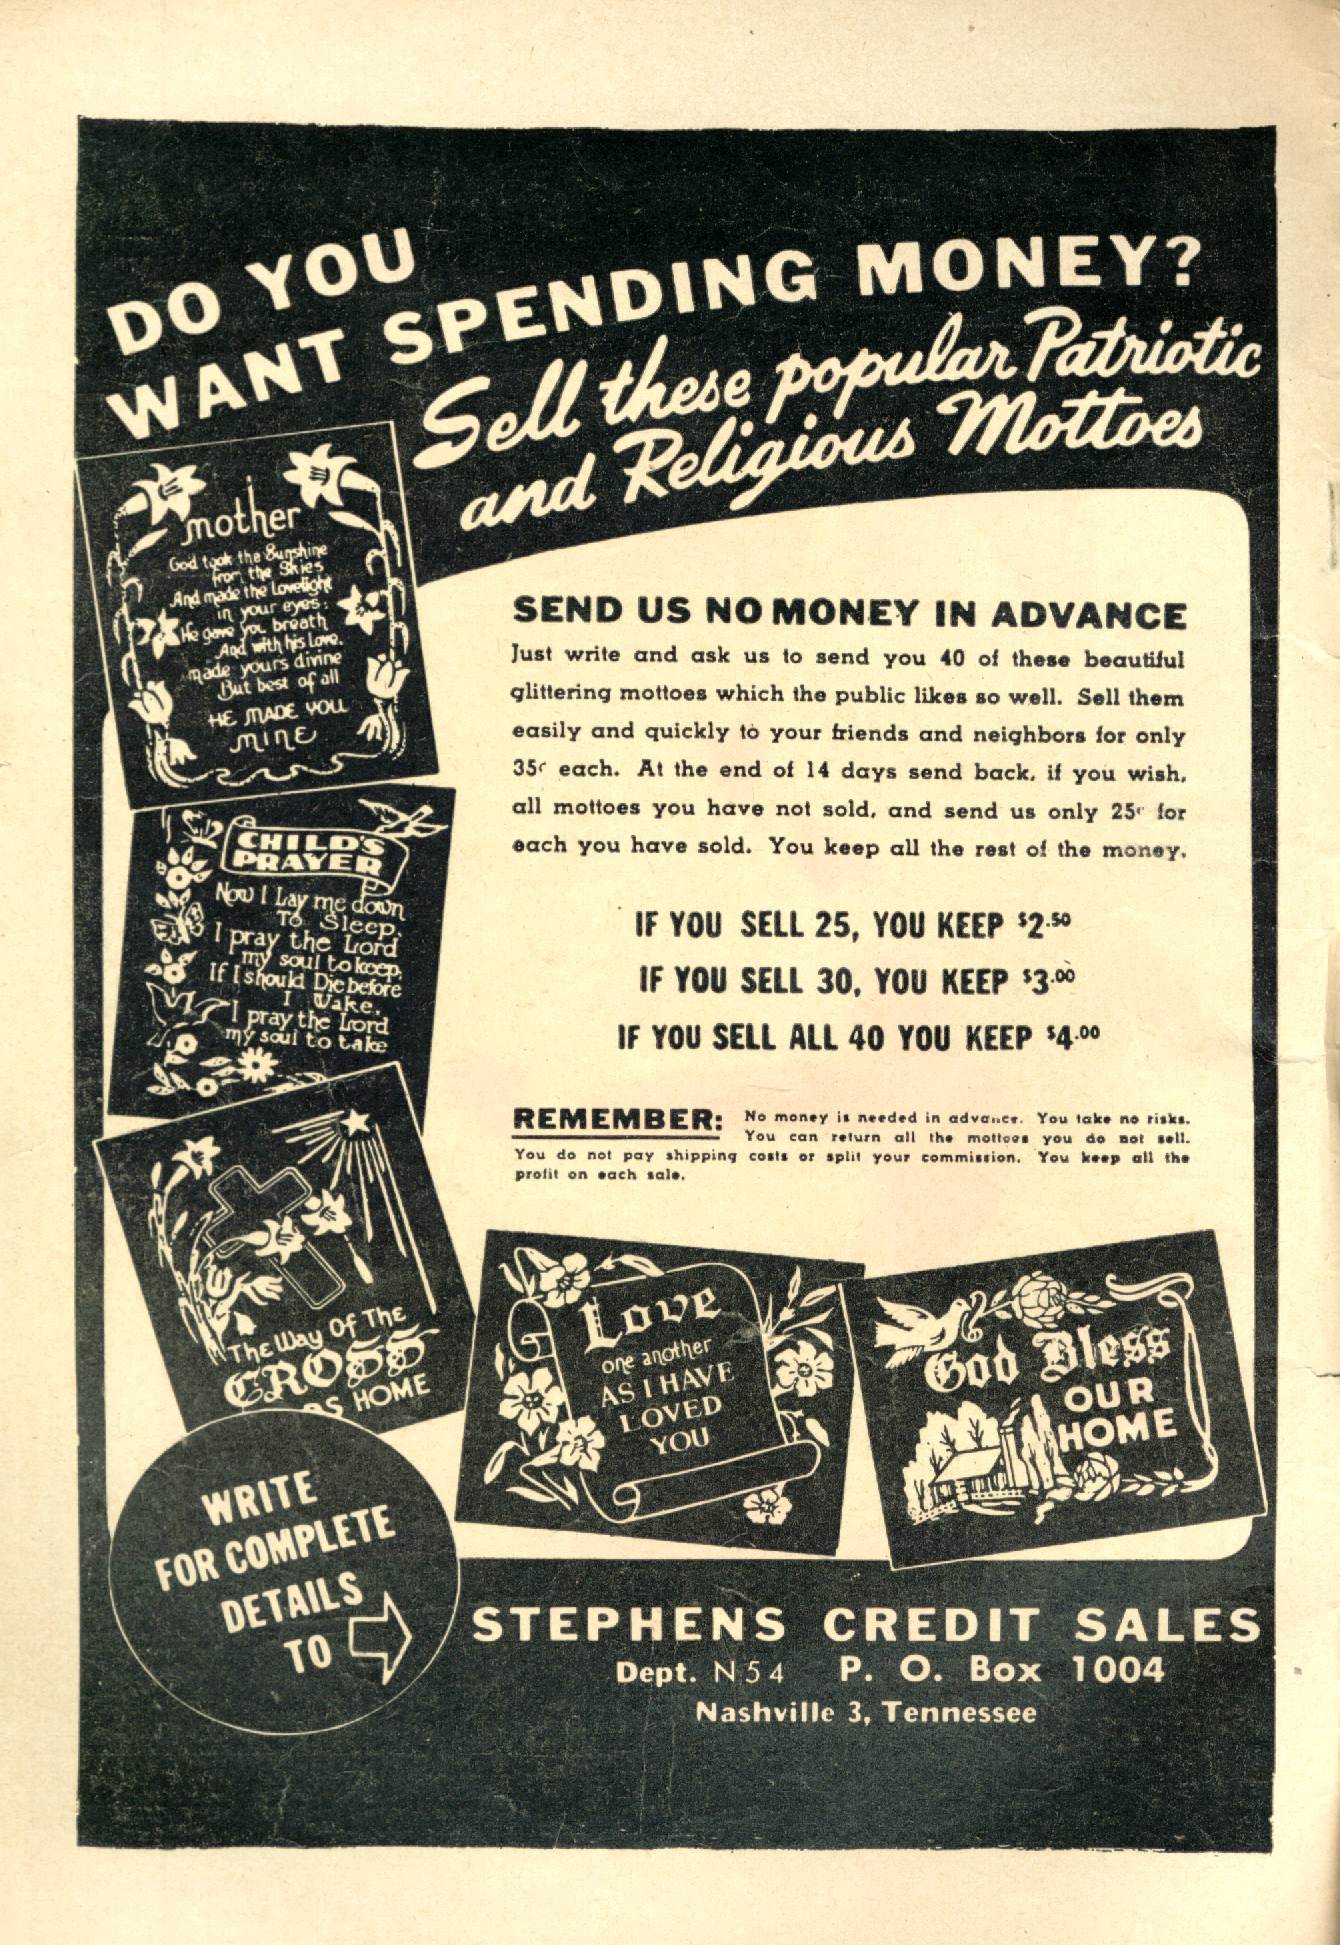 DO YOU
WANT SPENDING MONEY?
Sell these popular Patriotic
and Religious Mottoes
mother
God took the Sunshine
from the Skies
And made the Lovelight
in your eyes;
He gave you breath
And with his Love,
made yours divine
But best of all
HE MADE YOU
MINE
CHILD'S
PRAYER
Now I Lay me down
To Sleep,
I pray the Lord
my soul to keep,
If I should Die before
I Wake,
I pray the Lord
my soul to take
The Way Of The
CROSS
AS HOME
SEND US NO MONEY IN ADVANCE
Just write and ask us to send you 40 of these beautiful
glittering mottoes which the public likes so well. Sell them
easily and quickly to your friends and neighbors for only
35c each. At the end of 14 days send back, if you wish,
all mottoes you have not sold, and send us only 25c for
each you have sold. You keep all the rest of the money.
IF YOU SELL 25, YOU KEEP $2.50
IF YOU SELL 30, YOU KEEP $3.00
IF YOU SELL ALL 40 YOU KEEP $4.00
REMEMBER: No money is needed in advance. You take no risks.
You can return all the mottoes you do not sell.
You do not pay shipping costs or split your commission. You keep all the
profit on each sale.
Love
one another
AS I HAVE
LOVED
YOU
God Bless
OUR
HOME
WRITE
FOR COMPLETE
DETAILS
TO
STEPHENS CREDIT SALES
Dept. N54 P. O. Box 1004
Nashville 3, Tennessee